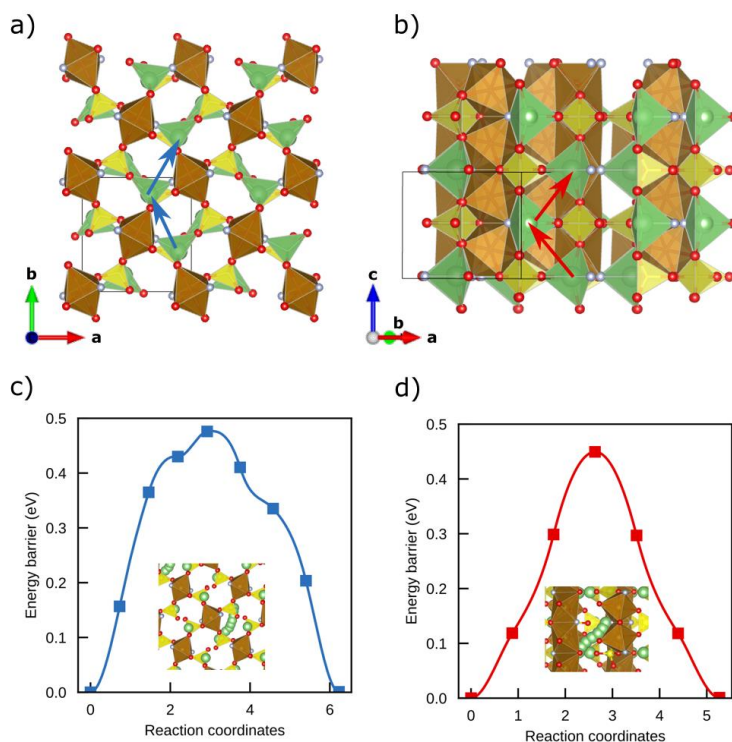 a)
b)
b
a
c
b
a
c)
d)
0.5
0.4
0.3
0.2
0.1
0.0
Energy barrier (eV)
0 2 4 6
Reaction coordinates
0.5
0.4
0.3
0.2
0.1
0.0
Energy barrier (eV)
0 1 2 3 4 5
Reaction coordinates